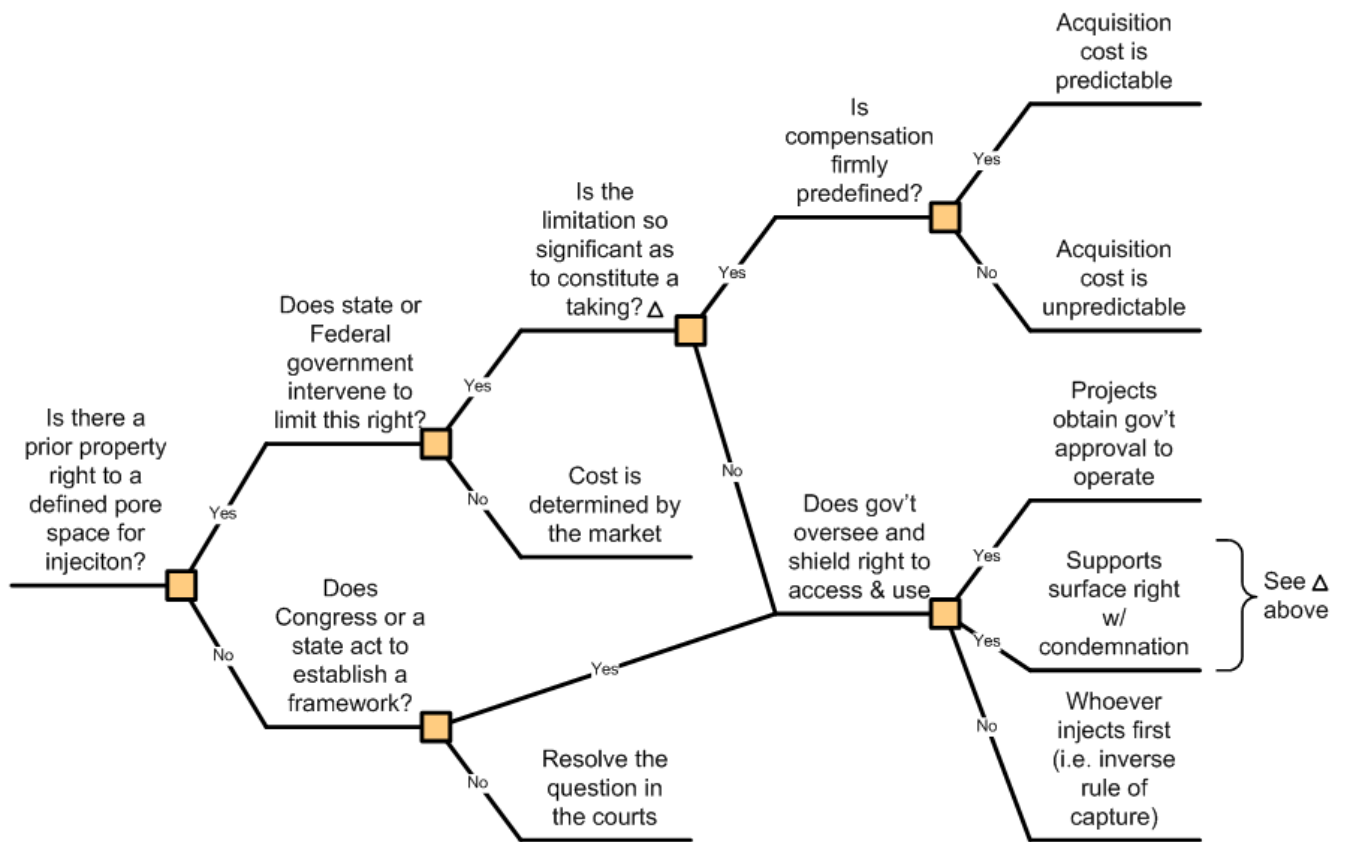 Is there a
prior property
right to a
defined pore
space for
injeciton?
Yes
No
Does state or
Federal
government
intervene to
limit this right?
Yes
No
Does
Congress or a
state act to
establish a
framework?
Yes
No
Is the
limitation so
significant as
to constitute a
taking? Δ
Yes
No
Cost is
determined by
the market
Resolve the
question in
the courts
Is
compensation
firmly
predefined?
Yes
No
Acquisition
cost is
predictable
Acquisition
cost is
unpredictable
Does gov't
oversee and
shield right to
access & use
Yes
Yes
No
Projects
obtain gov't
approval to
operate
Supports
surface right
w/
condemnation
See Δ
above
Whoever
injects first
(i.e. inverse
rule of
capture)